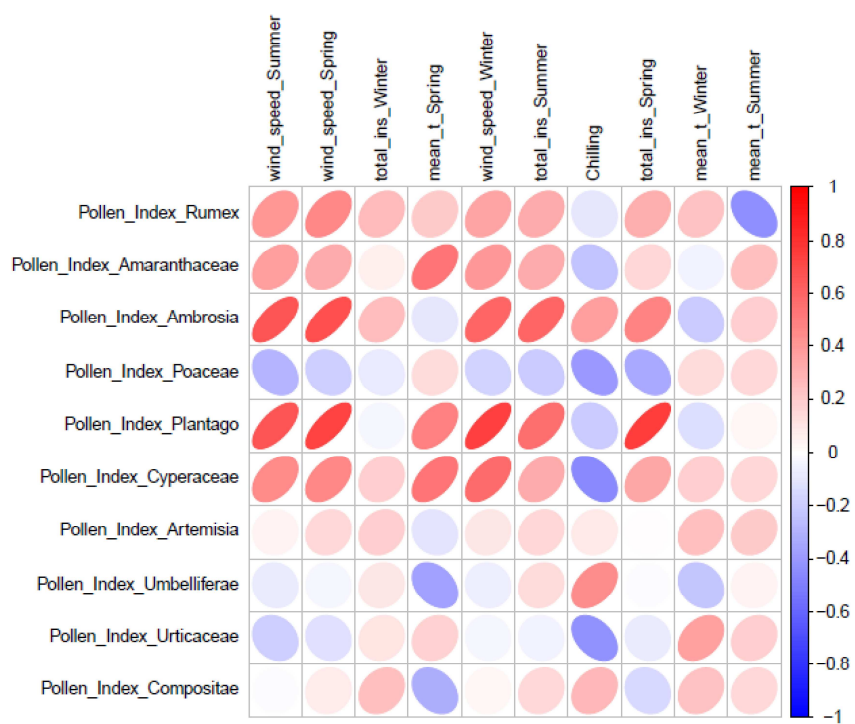 wind_speed_Summer
wind_speed_Spring
total_ins_Winter
mean_t_Spring
wind_speed_Winter
total_ins_Summer
Chilling
total_ins_Spring
mean_t_Winter
mean_t_Summer
Pollen_Index_Rumex
Pollen_Index_Amaranthaceae
Pollen_Index_Ambrosia
Pollen_Index_Poaceae
Pollen_Index_Plantago
Pollen_Index_Cyperaceae
Pollen_Index_Artemisia
Pollen_Index_Umbelliferae
Pollen_Index_Urticaceae
Pollen_Index_Compositae
1
0.8
0.6
0.4
0.2
0
−0.2
−0.4
−0.6
−0.8
−1